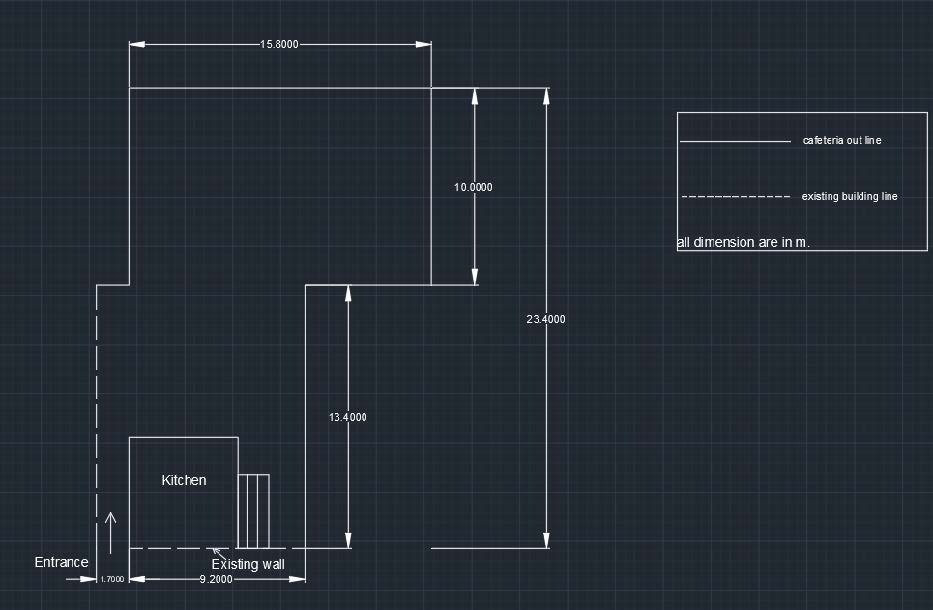 15.8000
cafeteria out line
10.0000
existing building line
all dimension are in m.
23.4000
13.4000
Kitchen
Entrance
Existing wall
1.7000
9.2000